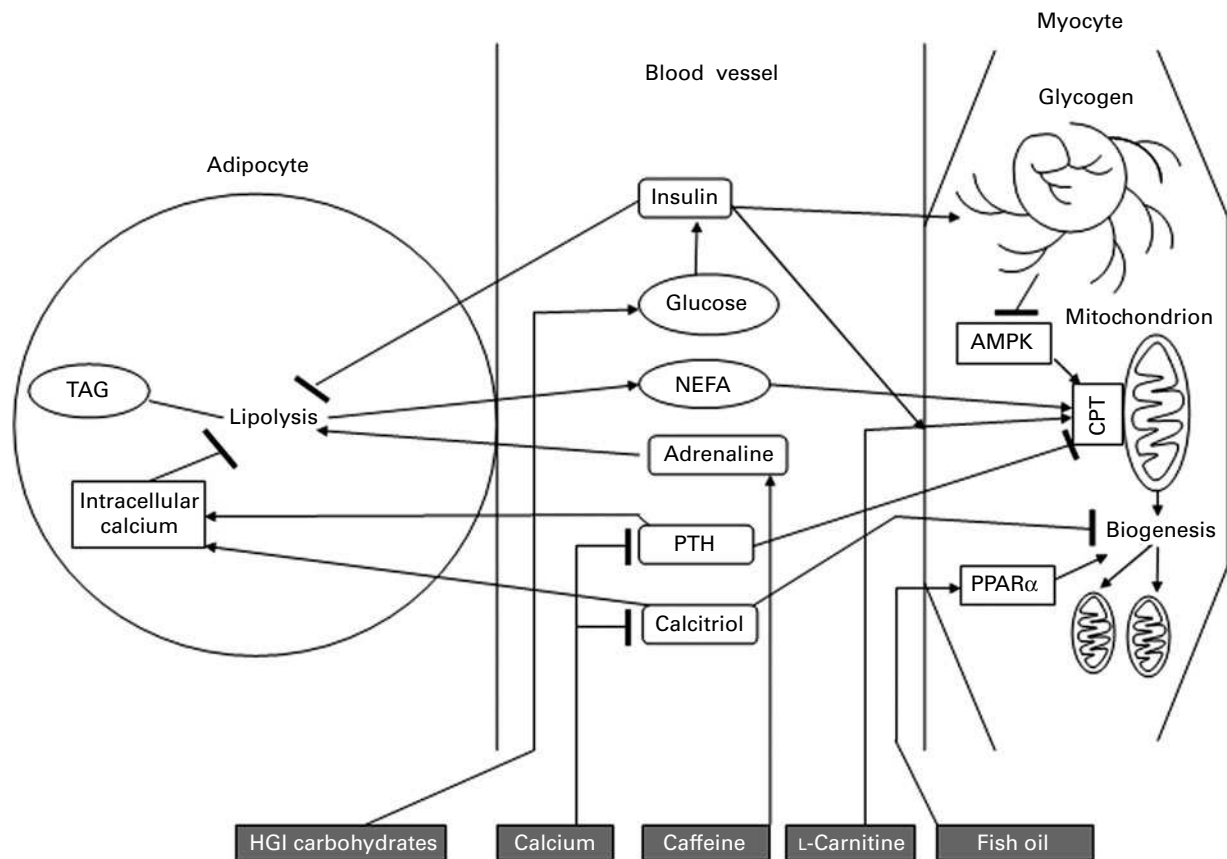 Myocyte
Blood vessel
Glycogen
Adipocyte
Insulin
Glucose
Mitochondrion
AMPK
TAG
NEFA
Lipolysis
CPT
Adrenaline
Intracellular
calcium
PTH
Biogenesis
PPARα
Calcitriol
HGI carbohydrates
Calcium
Caffeine
L-Carnitine
Fish oil